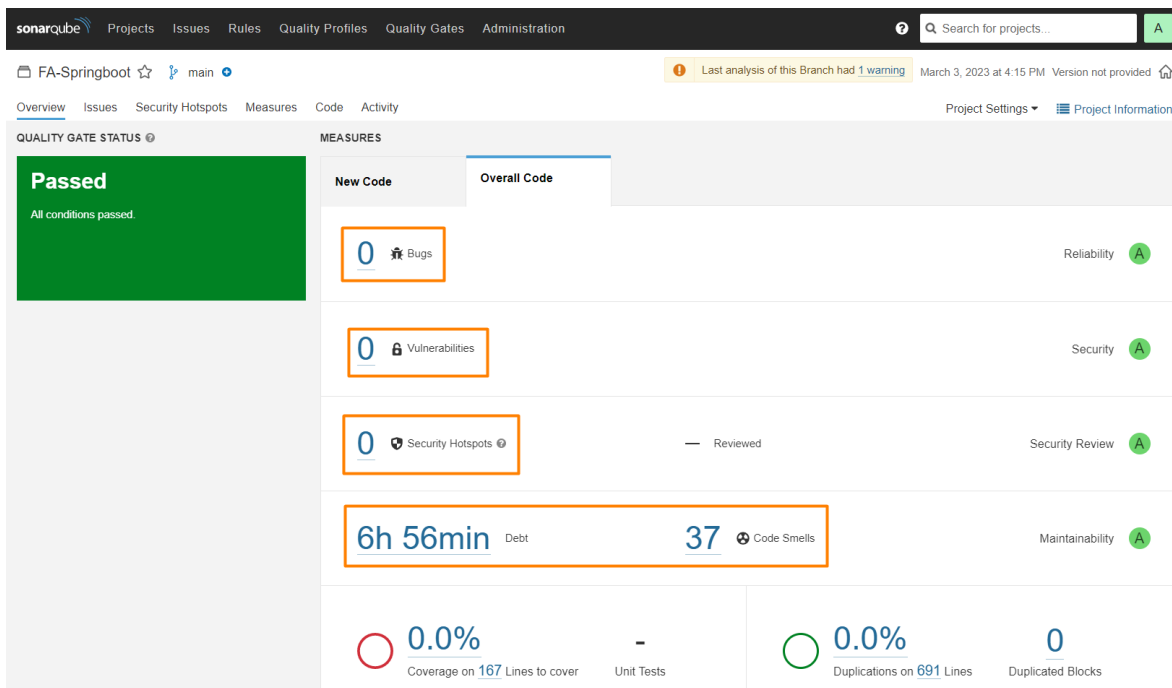 sonarqube Projects Issues Rules Quality Profiles Quality Gates Administration ? Search for projects... A
FA-Springboot main Last analysis of this Branch had 1 warning March 3, 2023 at 4:15 PM Version not provided
Overview Issues Security Hotspots Measures Code Activity Project Settings Project Information
QUALITY GATE STATUS ? MEASURES
Passed
All conditions passed.
New Code Overall Code
0 Bugs Reliability A
0 Vulnerabilities Security A
0 Security Hotspots ? — Reviewed Security Review A
6h 56min Debt 37 Code Smells Maintainability A
0.0% - 0.0% 0
Coverage on 167 Lines to cover Unit Tests Duplications on 691 Lines Duplicated Blocks